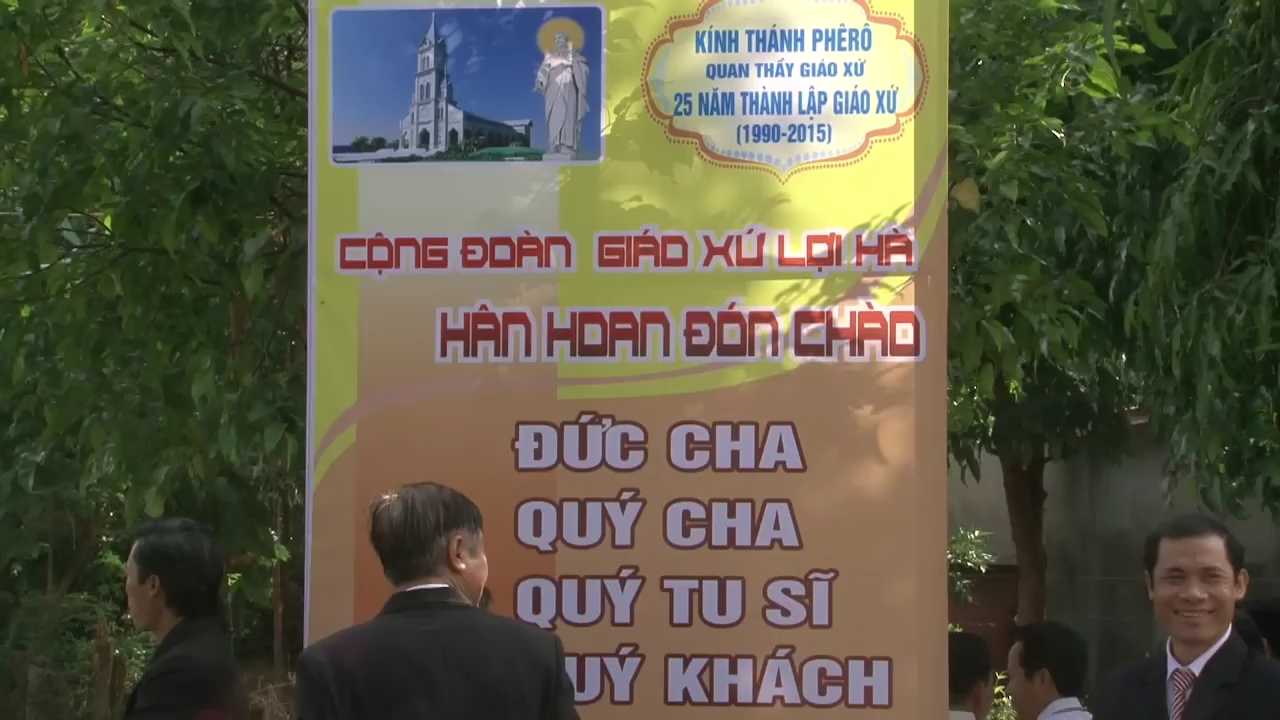 KÍNH THÁNH PHÊRÔ
QUAN THẦY GIÁO XỨ
25 NĂM THÀNH LẬP GIÁO XỨ
(1990-2015)
CỘNG ĐOÀN GIÁO XỨ LỢI HÀ
HÂN HOAN ĐÓN CHÀO
ĐỨC CHA
QUÝ CHA
QUÝ TU SĨ
QUÝ KHÁCH